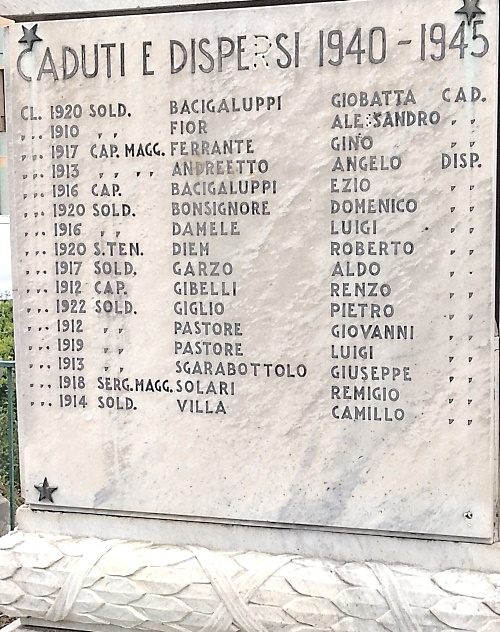 CADUTI E DISPERSI 1940 - 1945
CL. 1920 SOLD. BACIGALUPPI GIOBATTA CAD.
,,. 1910 ,, FIOR ALESSANDRO ,,
,,. 1917 CAP. MAGG. FERRANTE GINO ,,
,,. 1913 ,, ,, ANDREETTO ANGELO DISP.
,,. 1916 CAP. BACIGALUPPI EZIO ,,
,,. 1920 SOLD. BONSIGNORE DOMENICO ,,
,,. 1916 ,, DAMELE LUIGI ,,
,,. 1920 S.TEN. DIEM ROBERTO ,,
,,. 1917 SOLD. GARZO ALDO ,,
,,. 1912 CAP. GIBELLI RENZO ,,
,,. 1922 SOLD. GIGLIO PIETRO ,,
,,. 1912 ,, PASTORE GIOVANNI ,,
,,. 1919 ,, PASTORE LUIGI ,,
,,. 1913 ,, SGARABOTTOLO GIUSEPPE ,,
,,. 1918 SERG. MAGG. SOLARI REMIGIO ,,
,,. 1914 SOLD. VILLA CAMILLO ,,